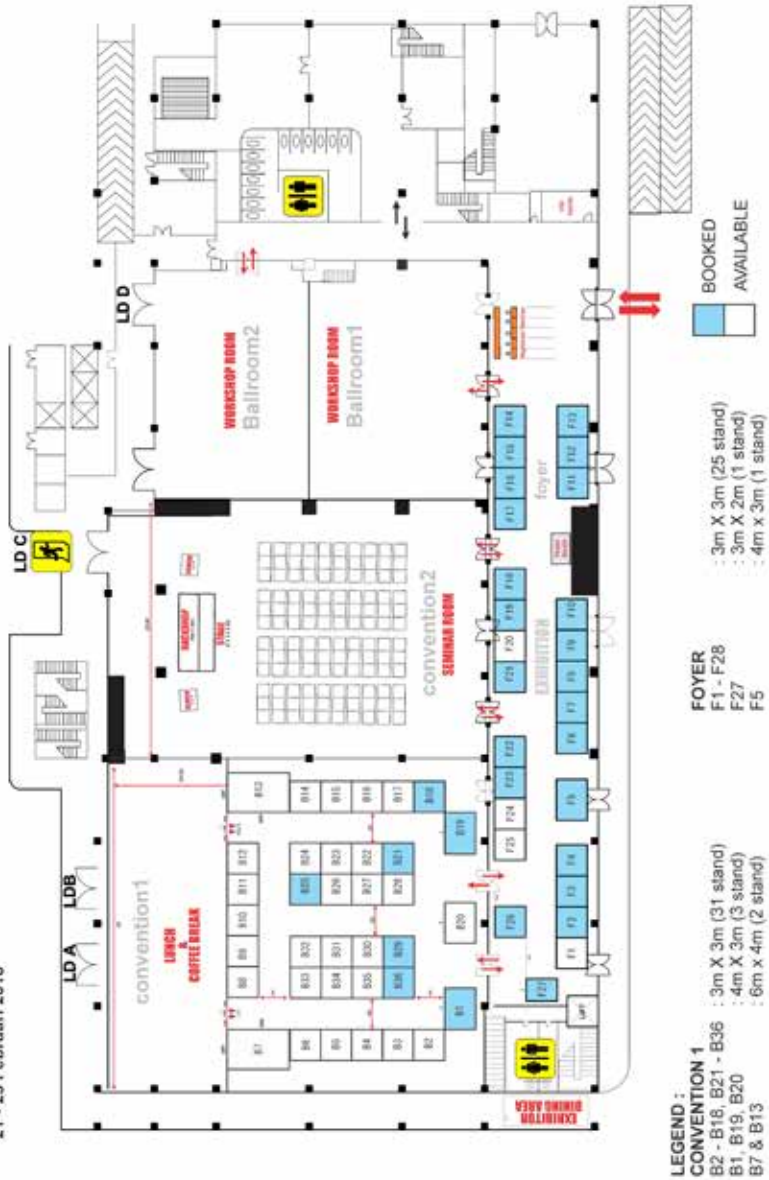 LD A
LDB
LD C
LD D
convention1
LUNCH
&
COFFEE BREAK
BACKDROP
STAGE
convention2
SEMINAR ROOM
WORKSHOP ROOM
Ballroom2
WORKSHOP ROOM
Ballroom1
B7
B8
B9
B10
B11
B12
B13
B6
B5
B4
B3
B2
B1
B33
B34
B35
B36
B32
B31
B30
B29
B25
B26
B27
B28
B24
B23
B22
B21
B14
B15
B16
B17
B18
B19
B20
F27
F26
F25
F24
F23
F22
F21
F20
F19
F18
F17
F16
F15
F14
EXHIBITION
foyer
F1
F2
F3
F4
F5
F6
F7
F8
F9
F10
F11
F12
F13
LIFT
EXHIBITOR
DINING AREA
LEGEND :
CONVENTION 1
B2 - B18, B21 - B36 : 3m X 3m (31 stand)
B1, B19, B20 : 4m X 3m (3 stand)
B7 & B13 : 6m x 4m (2 stand)
FOYER
F1 - F28 : 3m X 3m (25 stand)
F27 : 3m X 2m (1 stand)
F5 : 4m x 3m (1 stand)
BOOKED
AVAILABLE